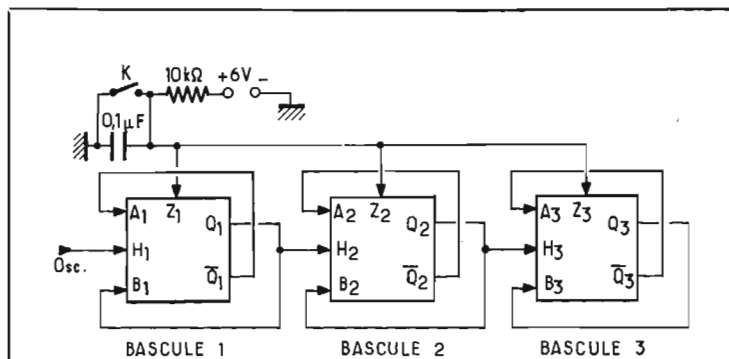 K 10kΩ +6V -
0,1µF
A1 Z1 Q1 A2 Z2 Q2 A3 Z3 Q3
Osc. H1 H2 H3
B1 Q̅1 B2 Q̅2 B3 Q̅3
BASCULE 1 BASCULE 2 BASCULE 3